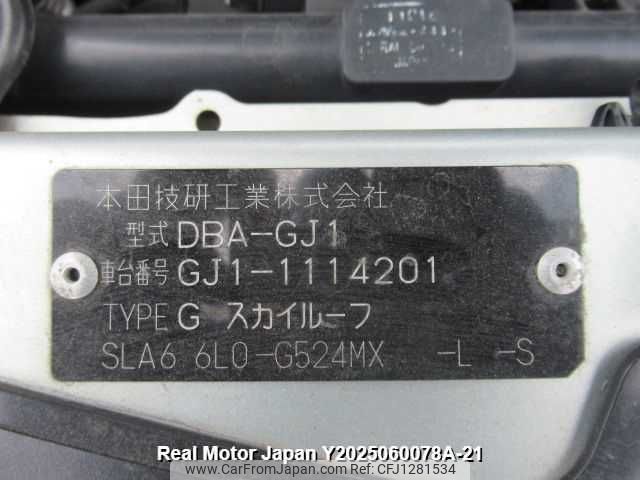 本田技研工業株式会社
型式 DBA-GJ1
車台番号 GJ1-1114201
TYPE G スカイルーフ
SLA6 6L0-G524MX -L -S
Real Motor Japan Y2025060078A-21
www.CarFromJapan.com CFJ1281534